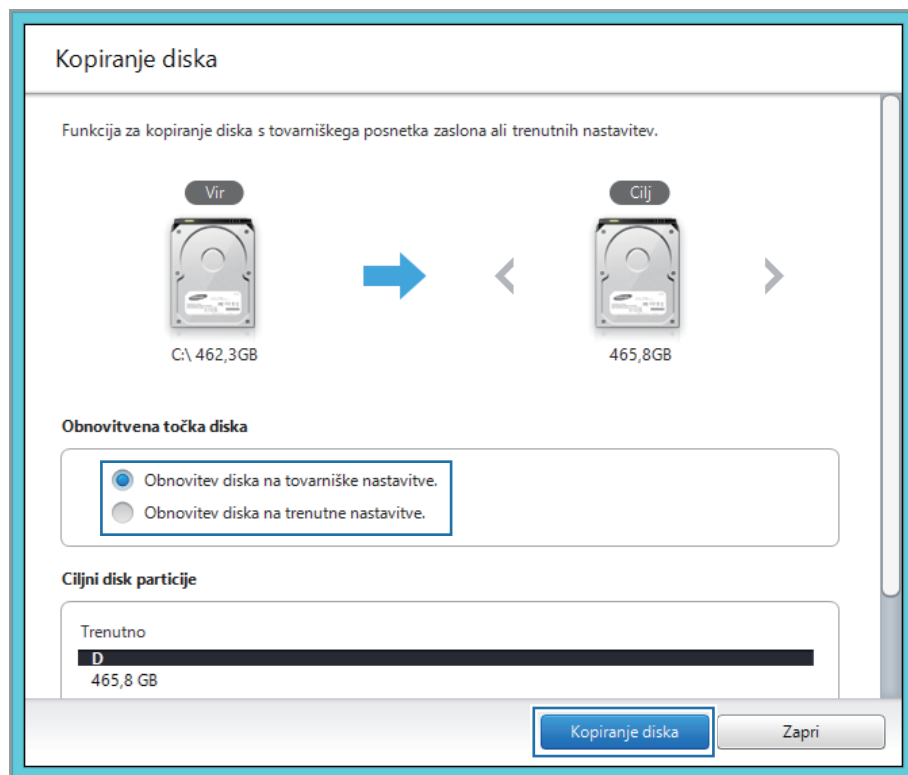 Kopiranje diska
Funkcija za kopiranje diska s tovarniškega posnetka zaslona ali trenutnih nastavitev.
Vir
Cilj
C:\ 462,3GB
465,8GB
Obnovitvena točka diska
Obnovitev diska na tovarniške nastavitve.
Obnovitev diska na trenutne nastavitve.
Ciljni disk particije
Trenutno
D
465,8 GB
Kopiranje diska
Zapri